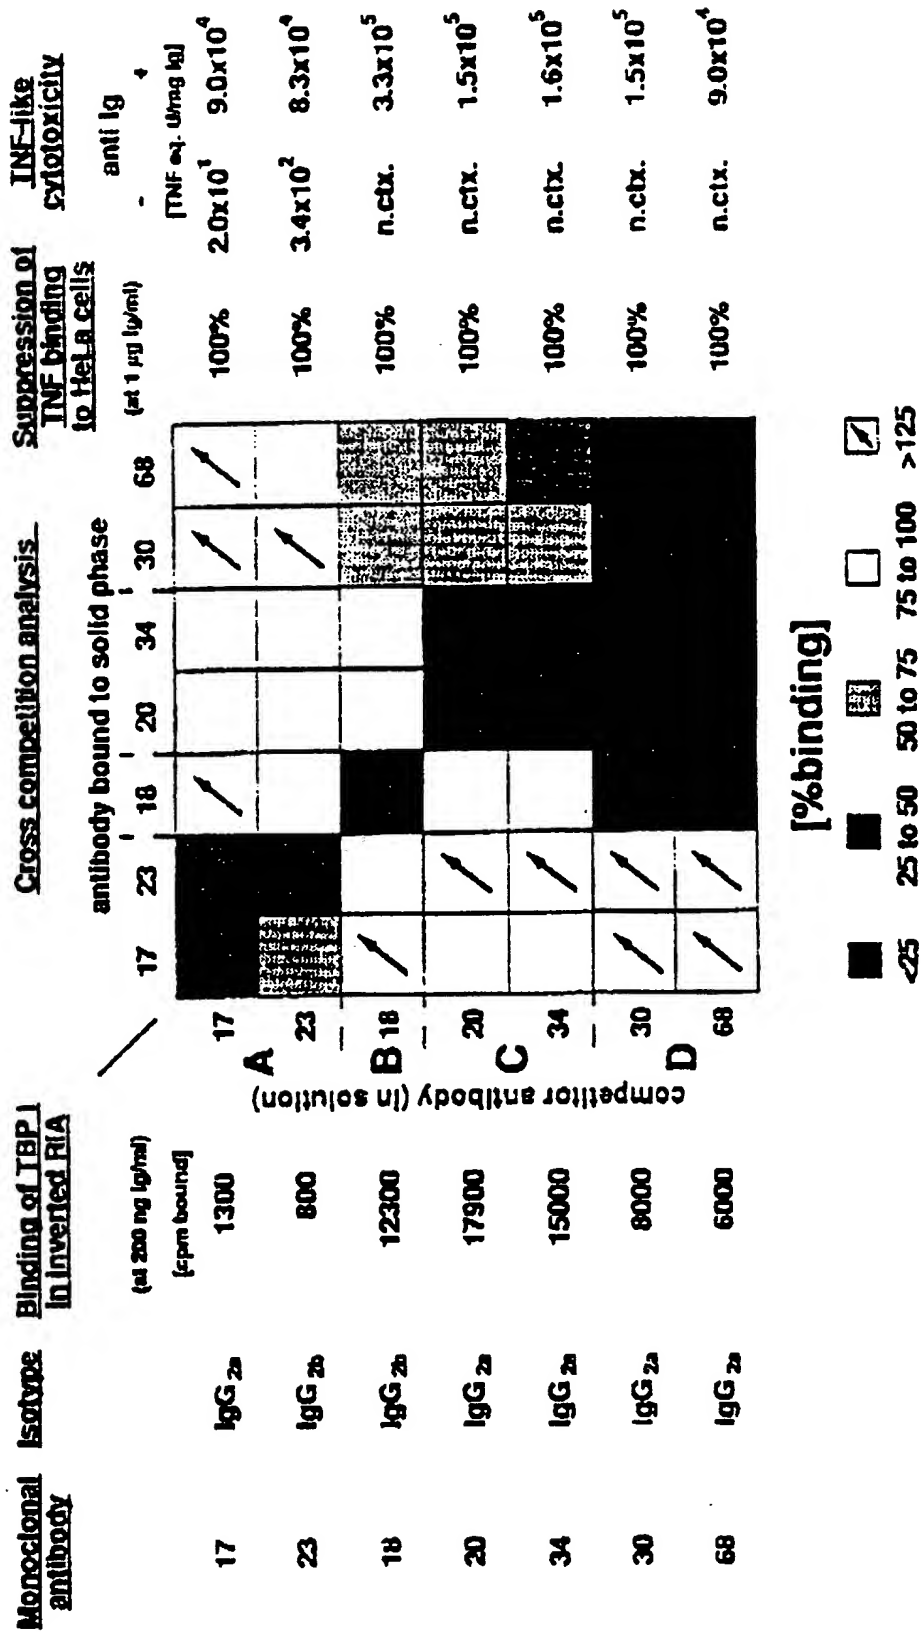 Monoclonal antibody
Isotype
Binding of TBP I in inverted RIA
Cross competition analysis
Suppression of TNF binding to HeLa cells
TNF-like cytotoxicity
(at 200 ng Ig/ml)
[cpm bound]
antibody bound to solid phase
(at 1 µg Ig/ml)
anti Ig
- +
[TNF eq. U/mg Ig]
17 23 18 20 34 30 68
competitor antibody (in solution)
A
B
C
D
17 IgG2a 1300 17 100% 2.0x10¹ 9.0x10⁴
23 IgG2b 800 23 100% 3.4x10² 8.3x10⁴
18 IgG2b 12300 18 100% n.ctx. 3.3x10⁵
20 IgG2a 17900 20 100% n.ctx. 1.5x10⁵
34 15000 34 100% n.ctx. 1.6x10⁵
30 IgG2a 8000 30 100% n.ctx. 1.5x10⁵
68 IgG2a 6000 68 100% n.ctx. 9.0x10⁴
[%binding]
<25 25 to 50 50 to 75 75 to 100 >125